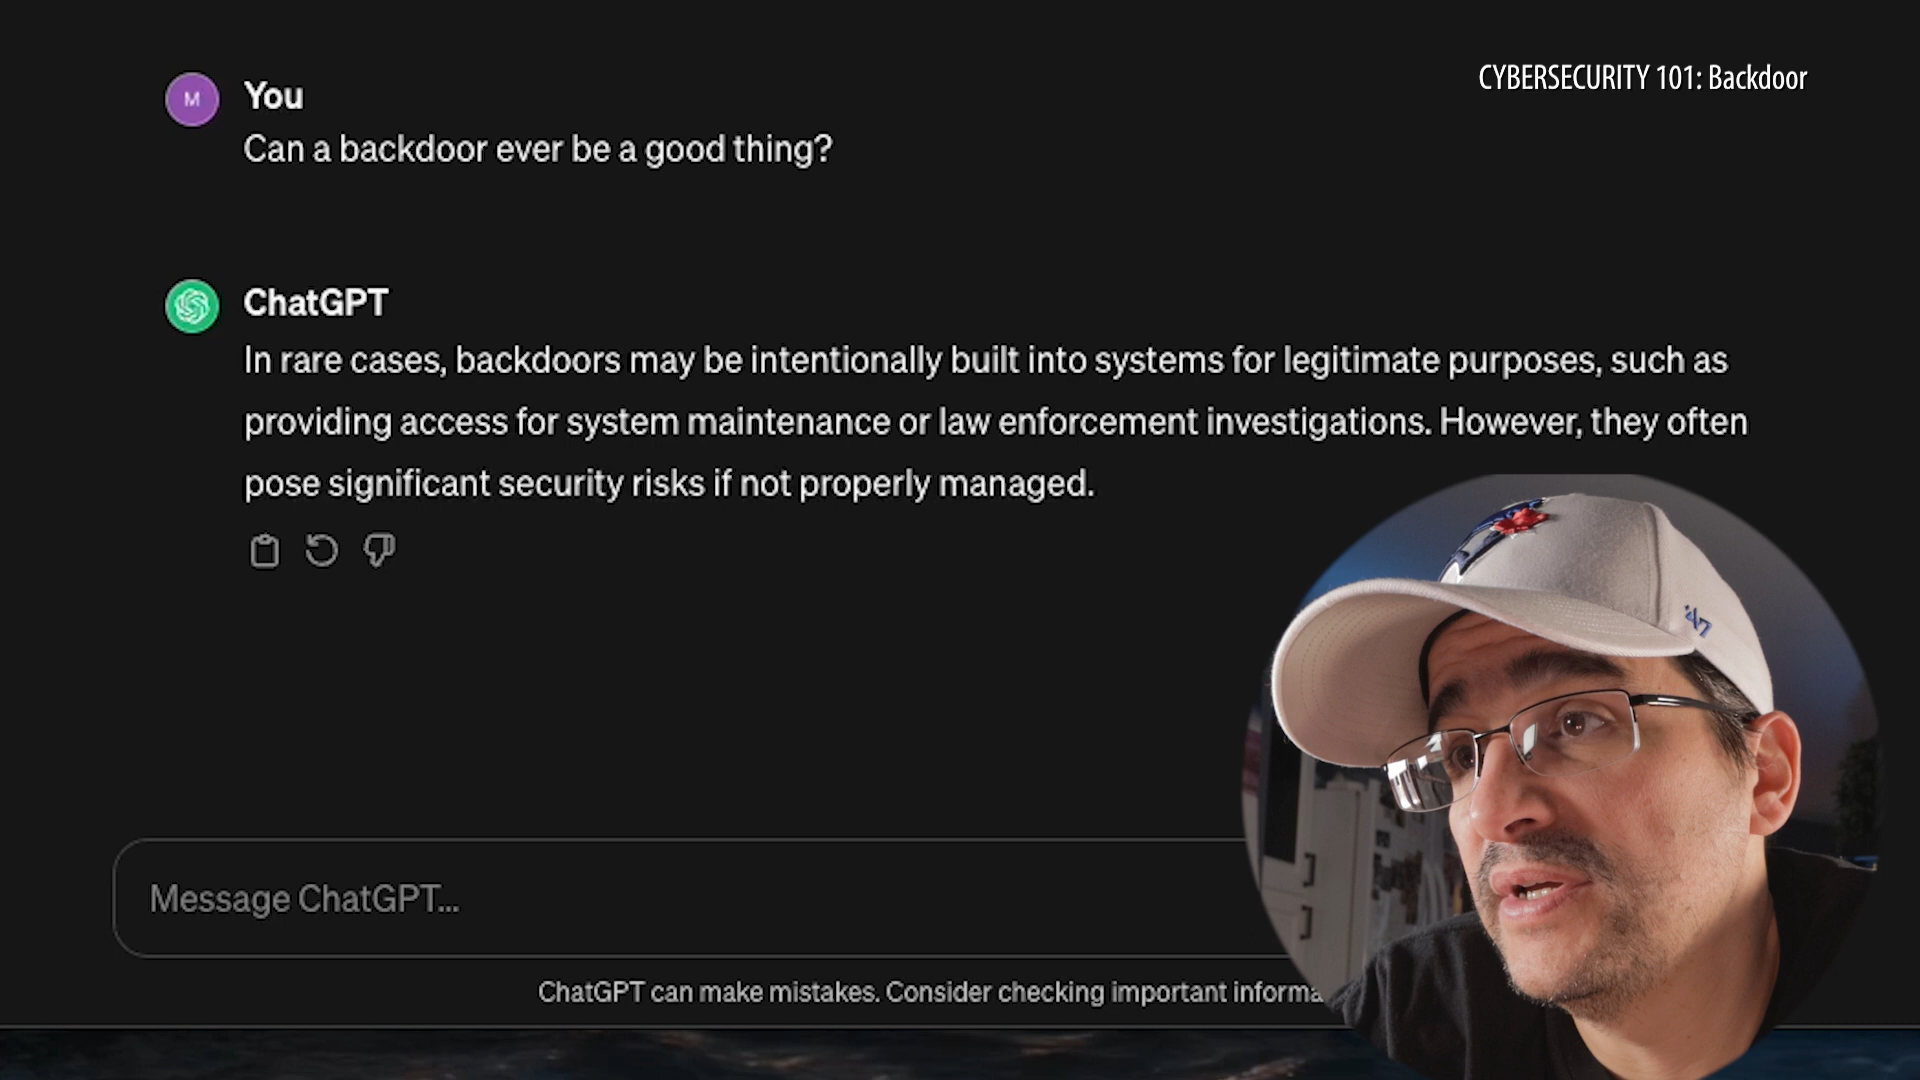 CYBERSECURITY 101: Backdoor
M
You
Can a backdoor ever be a good thing?
ChatGPT
In rare cases, backdoors may be intentionally built into systems for legitimate purposes, such as
providing access for system maintenance or law enforcement investigations. However, they often
pose significant security risks if not properly managed.
'47
Message ChatGPT...
ChatGPT can make mistakes. Consider checking important informa